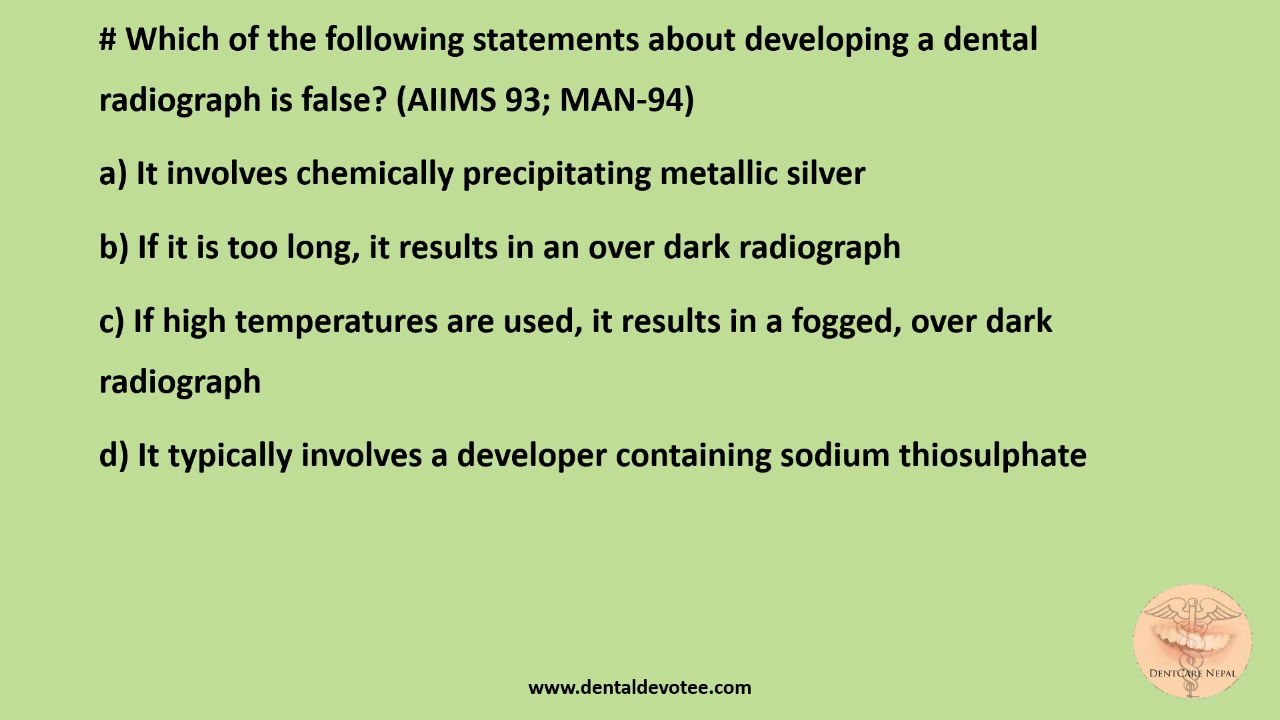 # Which of the following statements about developing a dental
radiograph is false? (AIIMS 93; MAN-94)
a) It involves chemically precipitating metallic silver
b) If it is too long, it results in an over dark radiograph
c) If high temperatures are used, it results in a fogged, over dark
radiograph
d) It typically involves a developer containing sodium thiosulphate
DENTCARE NEPAL
www.dentaldevotee.com